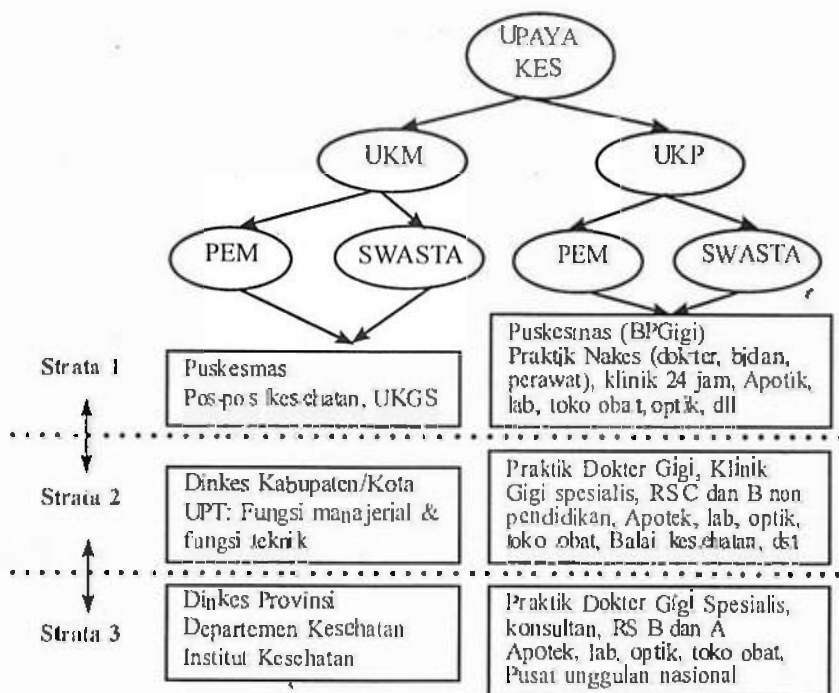 UPAYA
KES
UKM
UKP
PEM
SWASTA
PEM
SWASTA
Strata 1
Puskesmas
Pos-pos kesehatan, UKGS
Puskesmas (BPGigi)
Praktik Nakes (dokter, bidan,
perawat), klinik 24 jam, Apotik,
lab, toko obat, optik, dll
Strata 2
Dinkes Kabupaten/Kota
UPT: Fungsi manajerial &
fungsi teknik
Praktik Dokter Gigi, Klinik
Gigi spesialis, RSC dan B non
pendidikan, Apotek, lab, optik,
toko obat, Balai kesehatan, dst
Strata 3
Dinkes Provinsi
Departemen Kesehatan
Institut Kesehatan
Praktik Dokter Gigi Spesialis,
konsultan, RS B dan A
Apotek, lab, optik, toko obat,
Pusat unggulan nasional